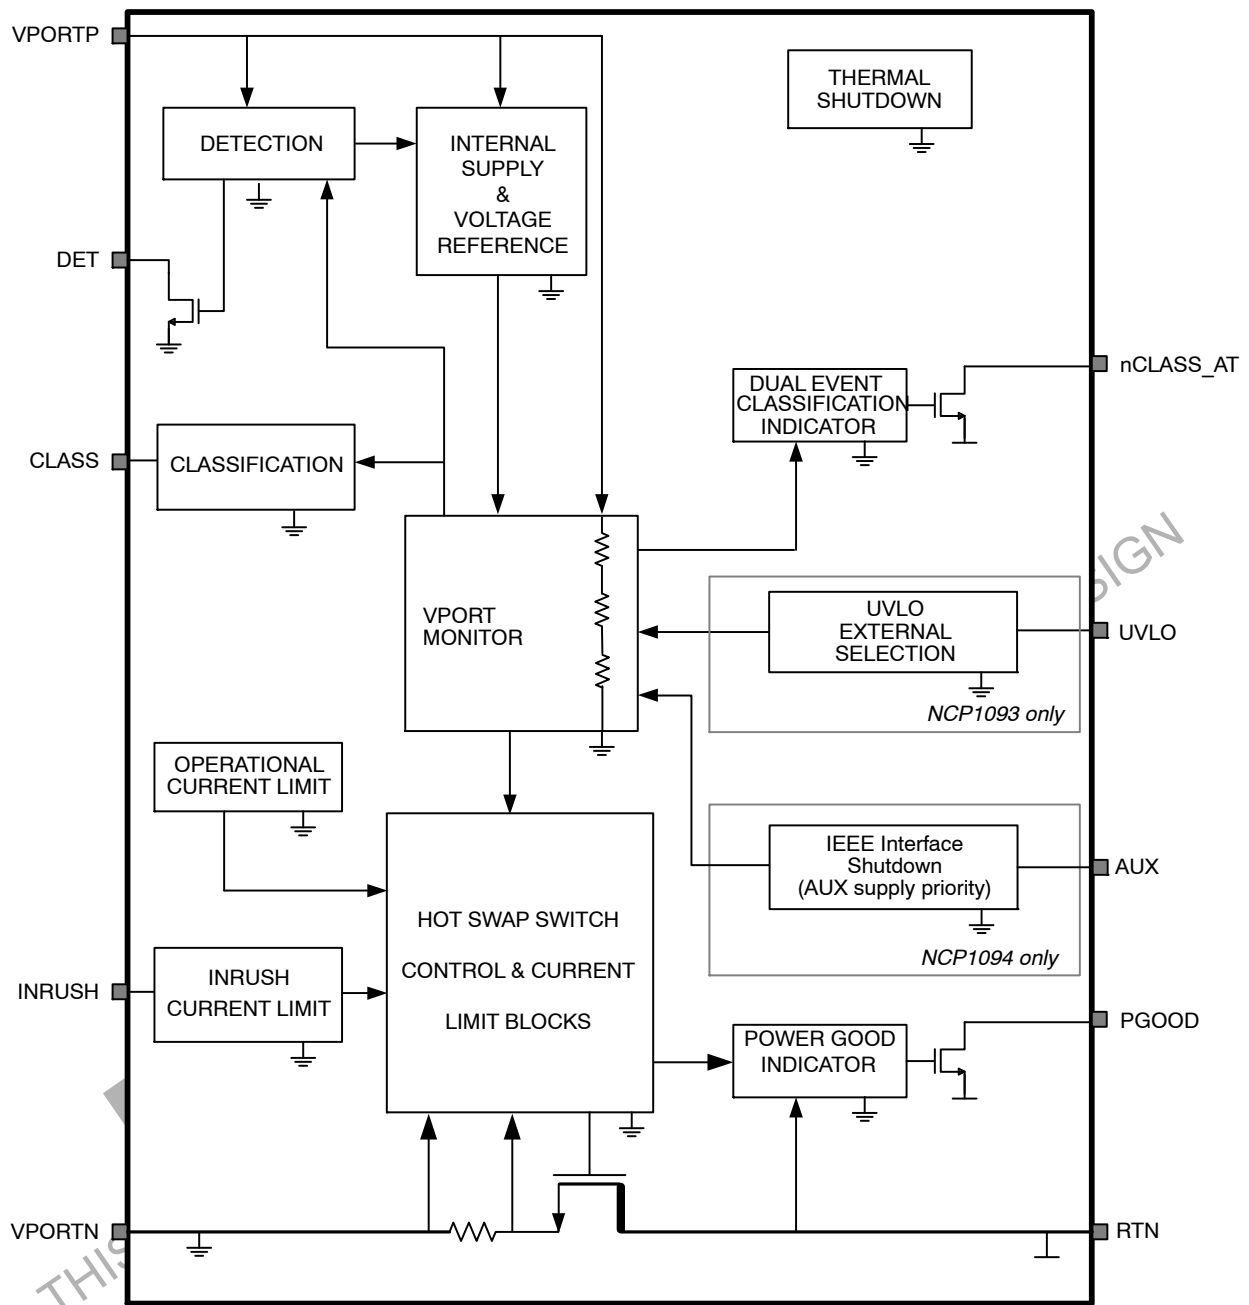 VPORTP
THERMAL
SHUTDOWN
DETECTION
INTERNAL
SUPPLY
&
VOLTAGE
REFERENCE
DET
nCLASS_AT
DUAL EVENT
CLASSIFICATION
INDICATOR
CLASS
CLASSIFICATION
VPORT
MONITOR
UVLO
EXTERNAL
SELECTION
UVLO
NCP1093 only
OPERATIONAL
CURRENT LIMIT
IEEE Interface
Shutdown
(AUX supply priority)
AUX
NCP1094 only
HOT SWAP SWITCH
CONTROL & CURRENT
LIMIT BLOCKS
INRUSH
INRUSH
CURRENT LIMIT
PGOOD
POWER GOOD
INDICATOR
VPORTN
RTN